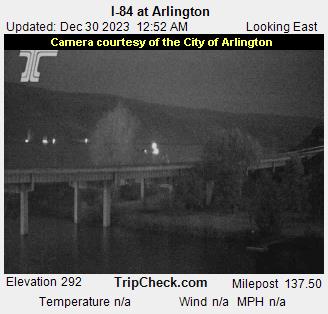 I-84 at Arlington
Updated: Dec 30 2023 12:52 AM Looking East
Camera courtesy of the City of Arlington
Elevation 292 TripCheck.com Milepost 137.50
Temperature n/a Wind n/a MPH n/a